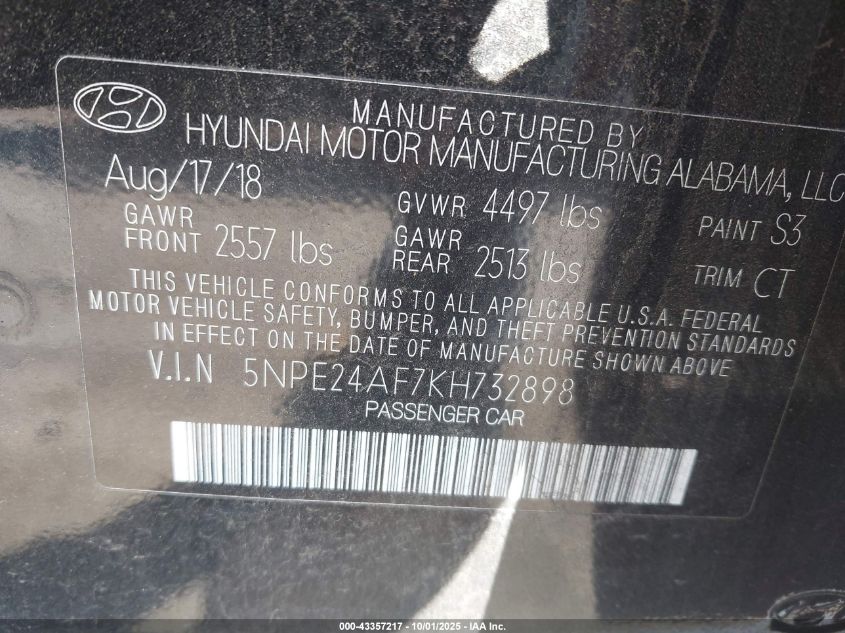 MANUFACTURED BY
HYUNDAI MOTOR MANUFACTURING ALABAMA, LLC
Aug/17/18 GVWR 4497 lbs PAINT S3
GAWR FRONT 2557 lbs GAWR REAR 2513 lbs TRIM CT
THIS VEHICLE CONFORMS TO ALL APPLICABLE U.S.A. FEDERAL
MOTOR VEHICLE SAFETY, BUMPER, AND THEFT PREVENTION STANDARDS
IN EFFECT ON THE DATE OF MANUFACTURE SHOWN ABOVE
V.I.N 5NPE24AF7KH732898
PASSENGER CAR
000-43357217 - 10/01/2025 - IAA Inc.